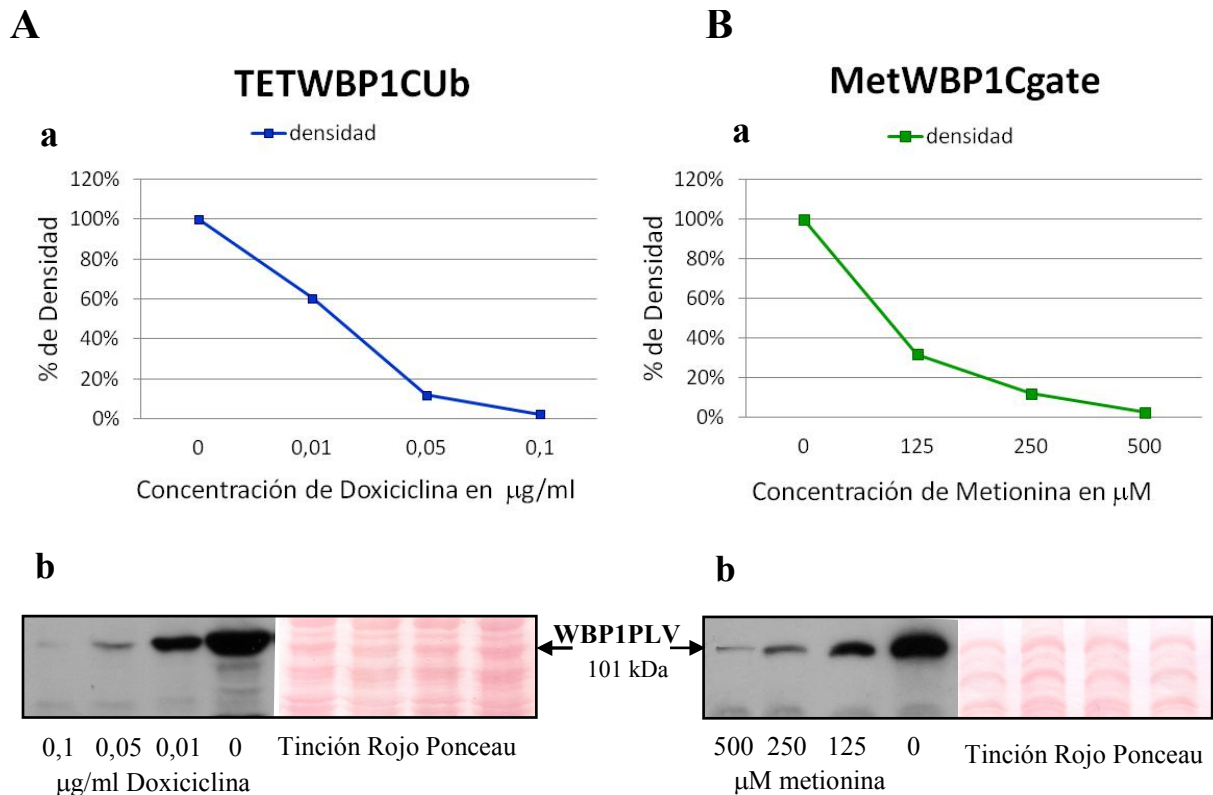 A
TETWBP1CUb
a
densidad
120%
100%
80%
60%
40%
20%
0%
% de Densidad
0 0,01 0,05 0,1
Concentración de Doxiciclina en μg/ml
b
0,1 0,05 0,01 0 Tinción Rojo Ponceau
μg/ml Doxiciclina
WBP1PLV
101 kDa
B
MetWBP1Cgate
a
densidad
120%
100%
80%
60%
40%
20%
0%
% de Densidad
0 125 250 500
Concentración de Metionina en μM
b
500 250 125 0 Tinción Rojo Ponceau
μM metionina